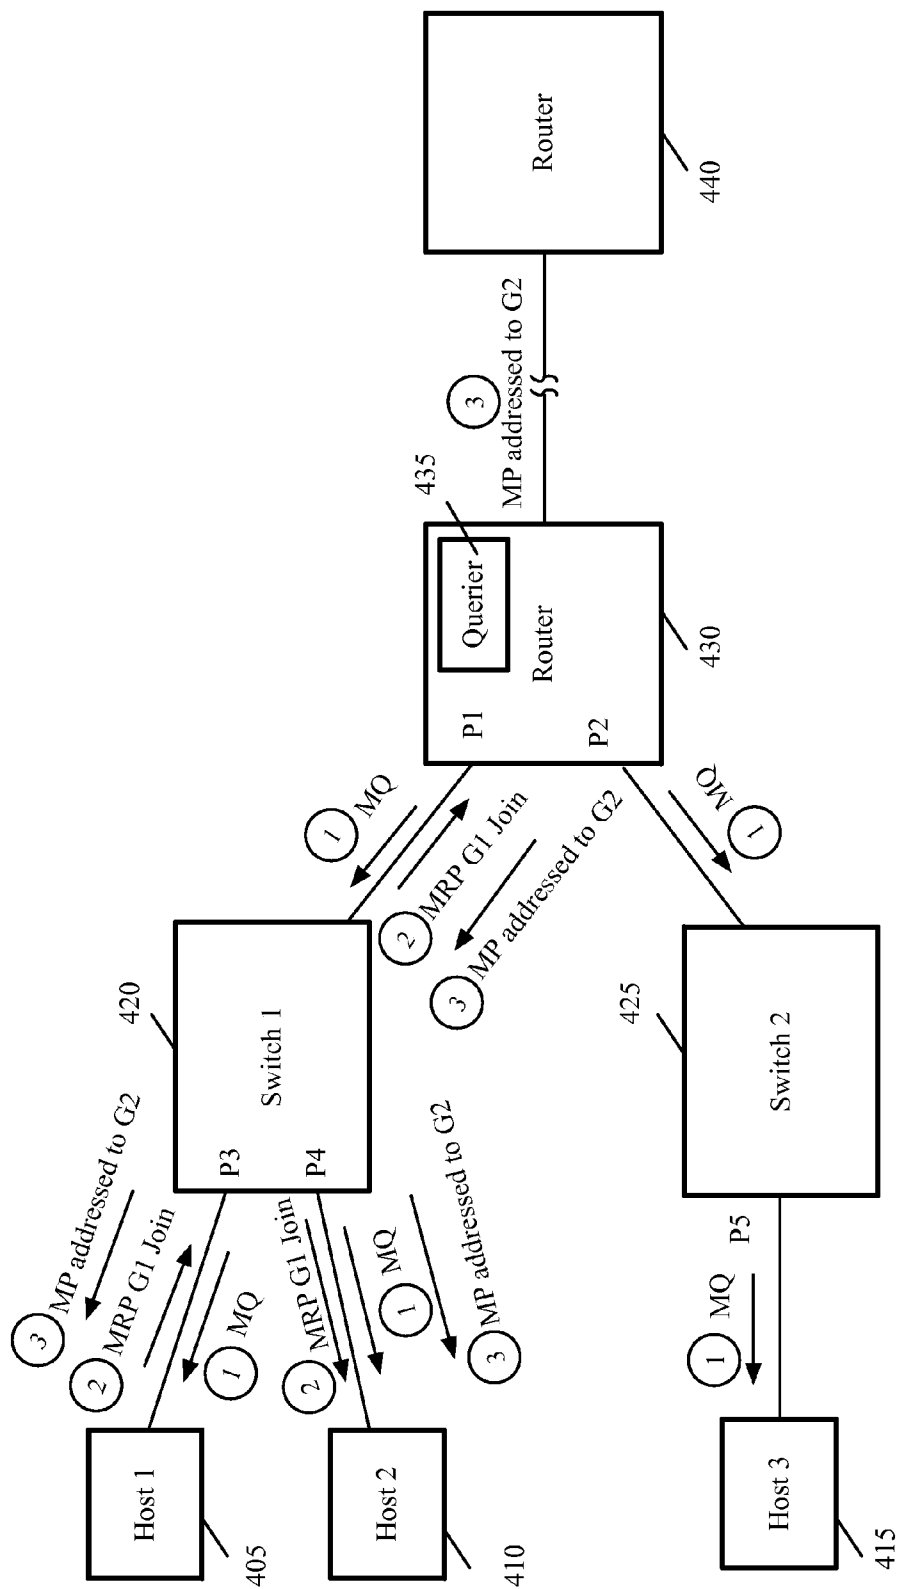 Host 1
405
Host 2
410
Host 3
415
3
MP addressed to G2
2
MRP G1 Join
1
MQ
2
MRP G1 Join
1
MQ
3
MP addressed to G2
1
MQ
P5
420
Switch 1
P3
P4
425
Switch 2
1
MQ
2
MRP G1 Join
3
MP addressed to G2
1
MQ
P1
P2
Querier
435
Router
430
3
MP addressed to G2
Router
440